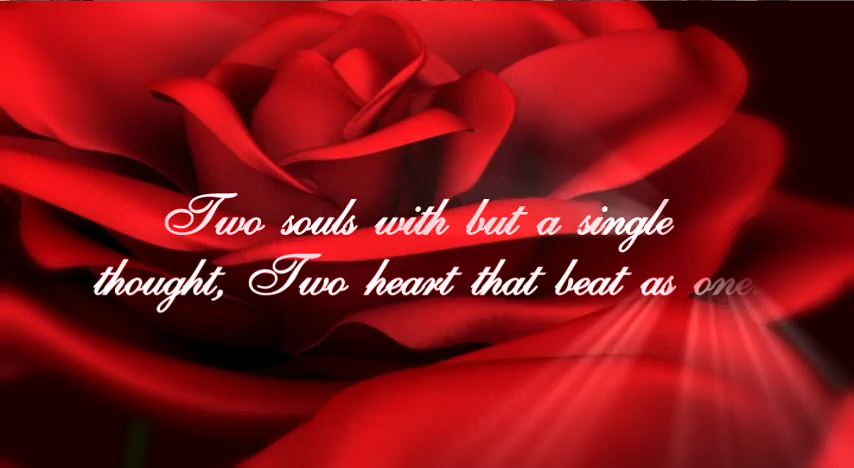 Two souls with but a single
thought, Two heart that beat as one.